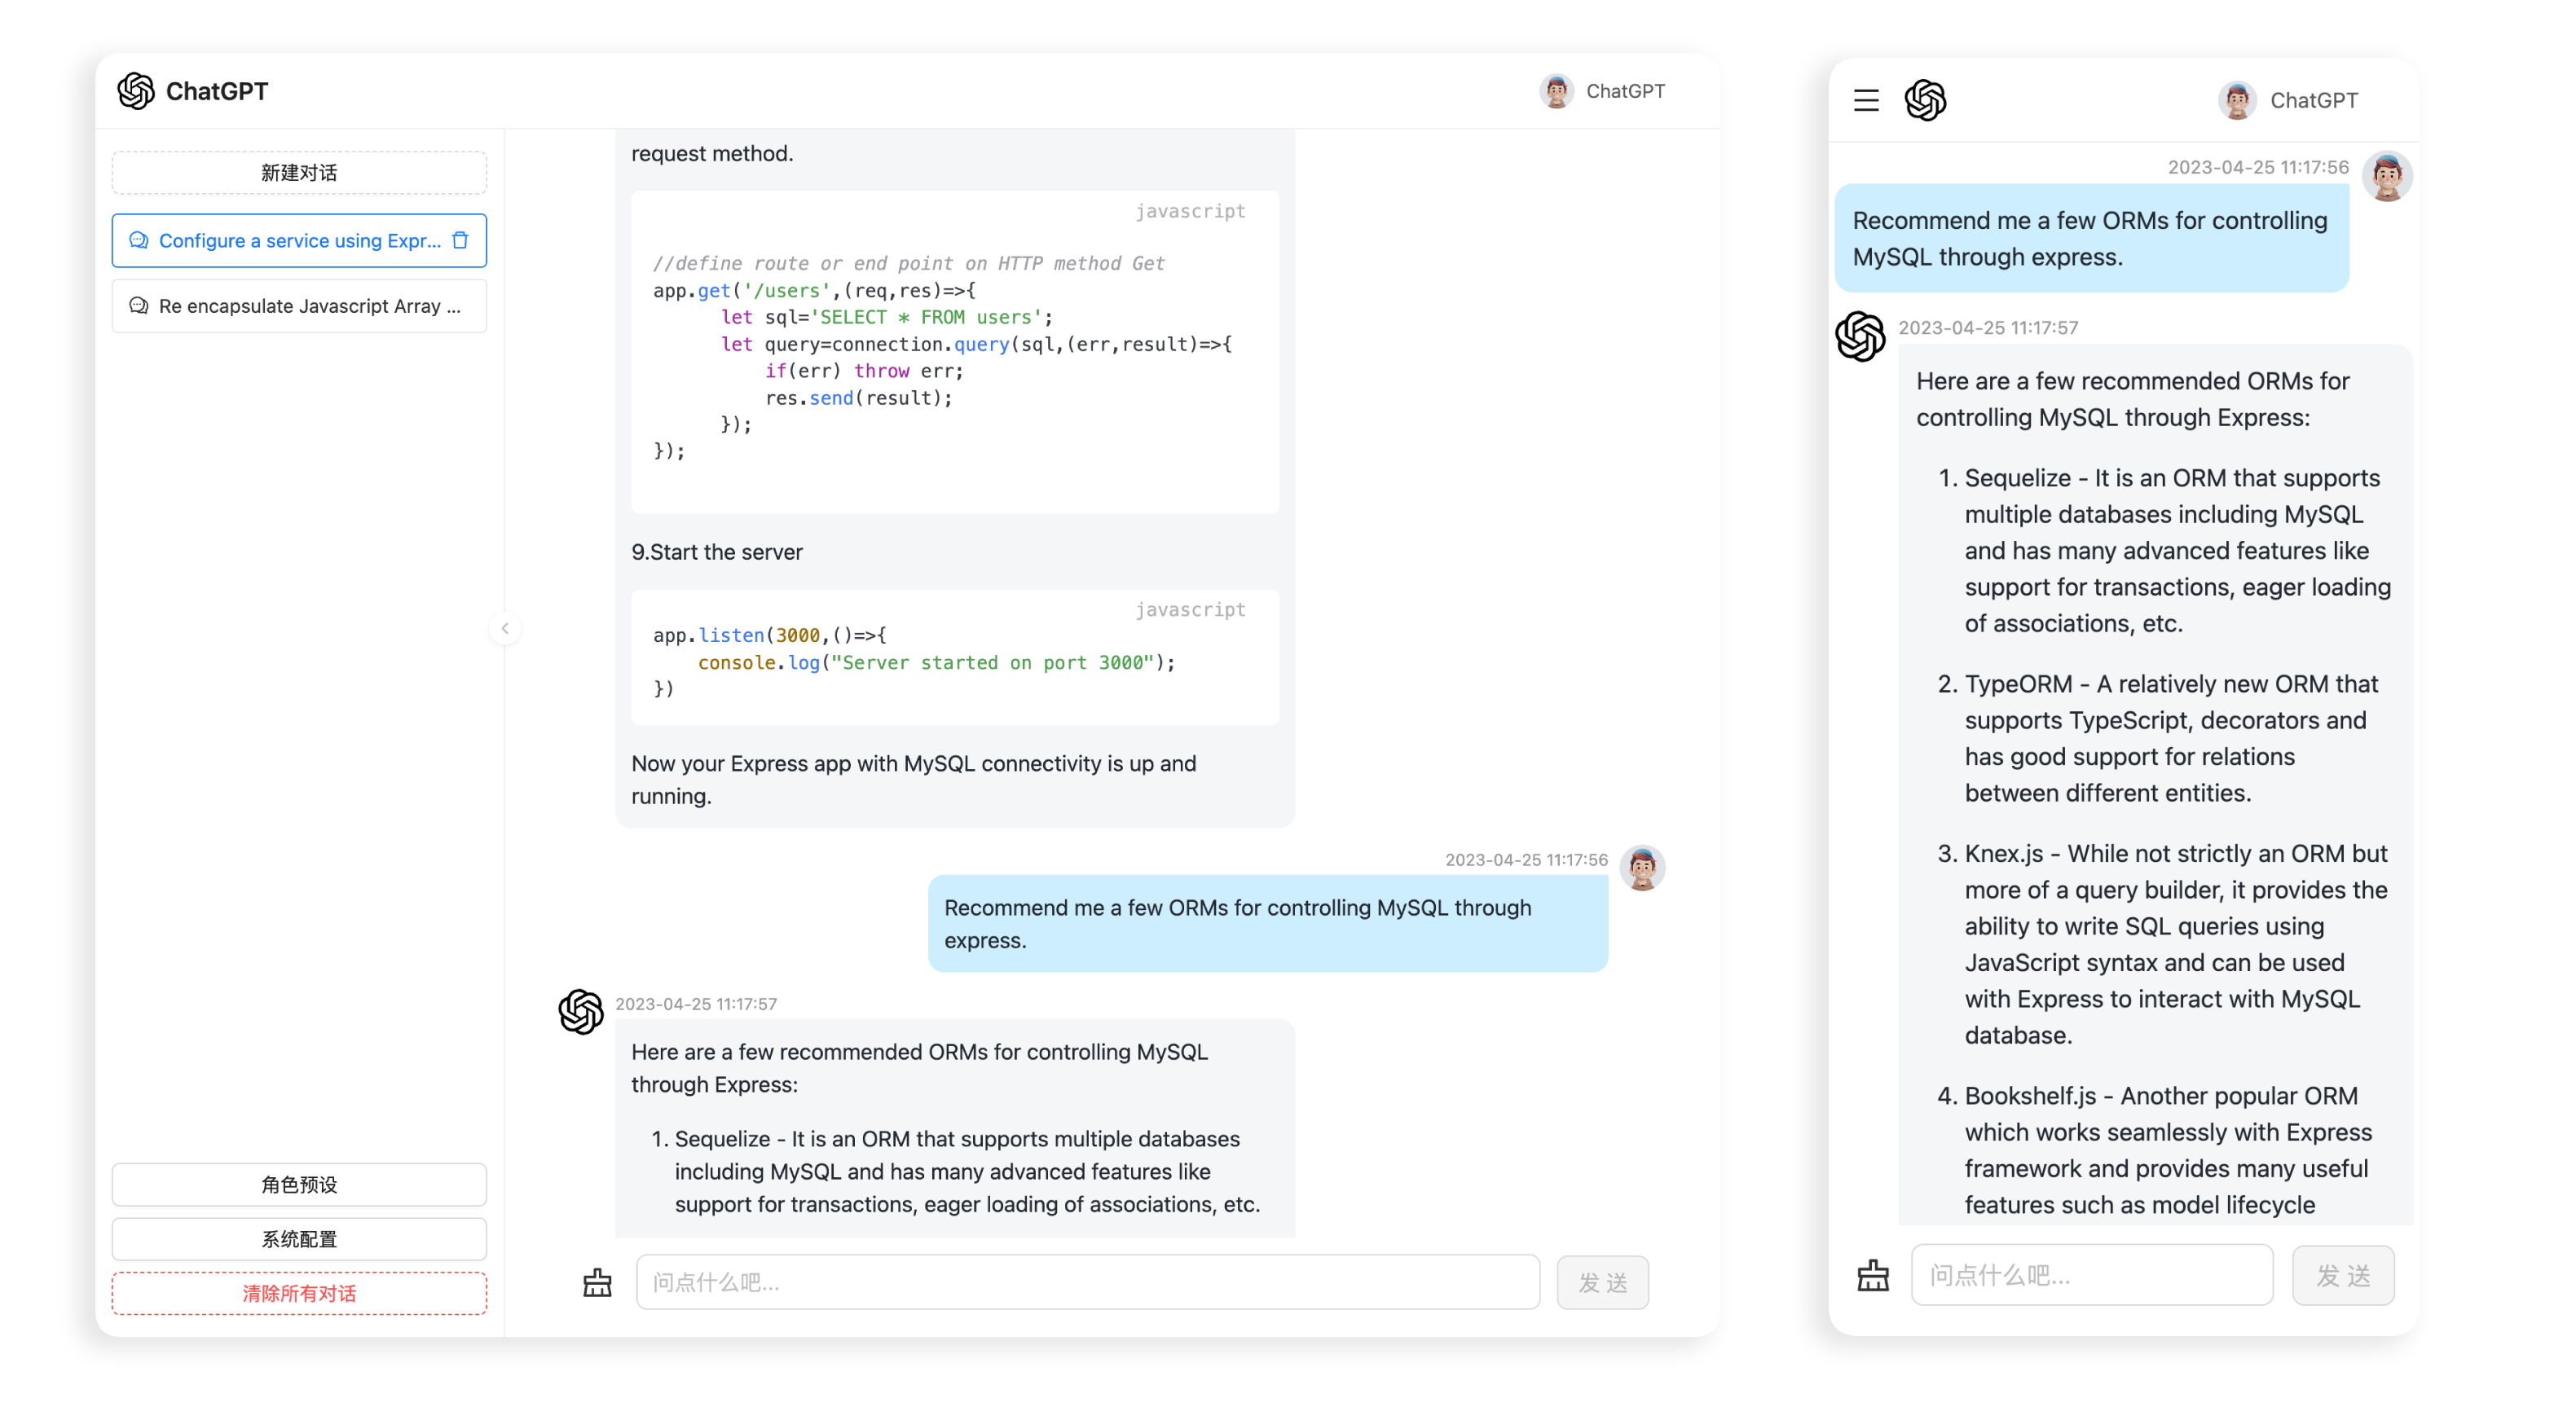 ChatGPT
ChatGPT
新建对话
Configure a service using Expr...
Re encapsulate Javascript Array ...
角色预设
系统配置
清除所有对话
request method.
javascript
//define route or end point on HTTP method Get
app.get('/users',(req,res)=>{
let sql='SELECT * FROM users';
let query=connection.query(sql,(err,result)=>{
if(err) throw err;
res.send(result);
});
});
9.Start the server
javascript
app.listen(3000,()=>{
console.log("Server started on port 3000");
})
Now your Express app with MySQL connectivity is up and
running.
2023-04-25 11:17:56
Recommend me a few ORMs for controlling MySQL through
express.
2023-04-25 11:17:57
Here are a few recommended ORMs for controlling MySQL
through Express:
1. Sequelize - It is an ORM that supports multiple databases
including MySQL and has many advanced features like
support for transactions, eager loading of associations, etc.
问点什么吧...
发 送
ChatGPT
2023-04-25 11:17:56
Recommend me a few ORMs for controlling
MySQL through express.
2023-04-25 11:17:57
Here are a few recommended ORMs for
controlling MySQL through Express:
1. Sequelize - It is an ORM that supports
multiple databases including MySQL
and has many advanced features like
support for transactions, eager loading
of associations, etc.
2. TypeORM - A relatively new ORM that
supports TypeScript, decorators and
has good support for relations
between different entities.
3. Knex.js - While not strictly an ORM but
more of a query builder, it provides the
ability to write SQL queries using
JavaScript syntax and can be used
with Express to interact with MySQL
database.
4. Bookshelf.js - Another popular ORM
which works seamlessly with Express
framework and provides many useful
features such as model lifecycle
问点什么吧...
发 送